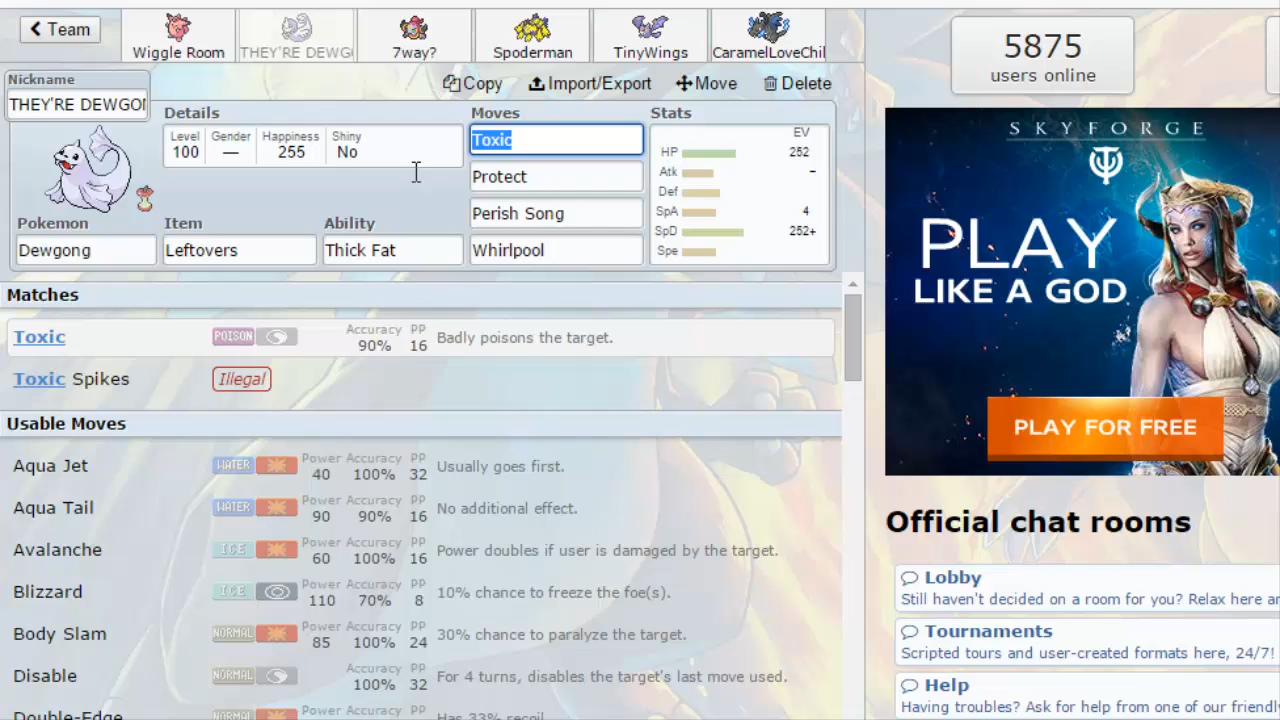 Team
Wiggle Room
THEY'RE DEWG
7way?
Spoderman
TinyWings
CaramelLoveChil
Nickname
THEY'RE DEWGO
Copy
Import/Export
Move
Delete
Details
Level
100
Gender
—
Happiness
255
Shiny
No
Pokemon
Dewgong
Item
Leftovers
Ability
Thick Fat
Moves
Toxic
Protect
Perish Song
Whirlpool
Stats
EV
HP 252
Atk –
Def
SpA 4
SpD 252+
Spe
Matches
Toxic POISON Accuracy 90% PP 16 Badly poisons the target.
Toxic Spikes Illegal
Usable Moves
Aqua Jet WATER Power 40 Accuracy 100% PP 32 Usually goes first.
Aqua Tail WATER Power 90 Accuracy 90% PP 16 No additional effect.
Avalanche ICE Power 60 Accuracy 100% PP 16 Power doubles if user is damaged by the target.
Blizzard ICE Power 110 Accuracy 70% PP 8 10% chance to freeze the foe(s).
Body Slam NORMAL Power 85 Accuracy 100% PP 24 30% chance to paralyze the target.
Disable NORMAL Accuracy 100% PP 32 For 4 turns, disables the target's last move used.
Double-Edge NORMAL Power Accuracy PP Has 33% recoil.
5875
users online
SKYFORGE
PLAY
LIKE A GOD
PLAY FOR FREE
Official chat rooms
Lobby
Still haven't decided on a room for you? Relax here a
Tournaments
Scripted tours and user-created formats here, 24/7!
Help
Having troubles? Ask for help from one of our friendl